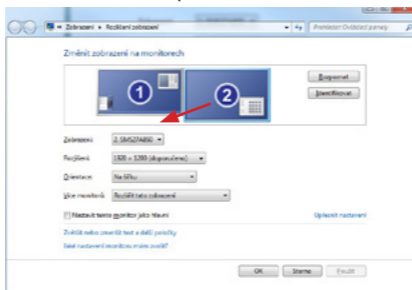 Zobrazení ▸ Rozlišení zobrazení
Prohledat Ovládací panely
Změnit zobrazení na monitorech
1
2
Rozpoznat
Identifikovat
Zobrazení: 2. SMS27A850
Rozlišení: 1920 × 1200 (doporučeno)
Orientace: Na šířku
Více monitorů: Rozšířit tato zobrazení
Nastavit tento monitor jako hlavní
Upřesnit nastavení
Zvětšit nebo zmenšit text a další položky
Jaké nastavení monitoru mám zvolit?
OK Storno Použít